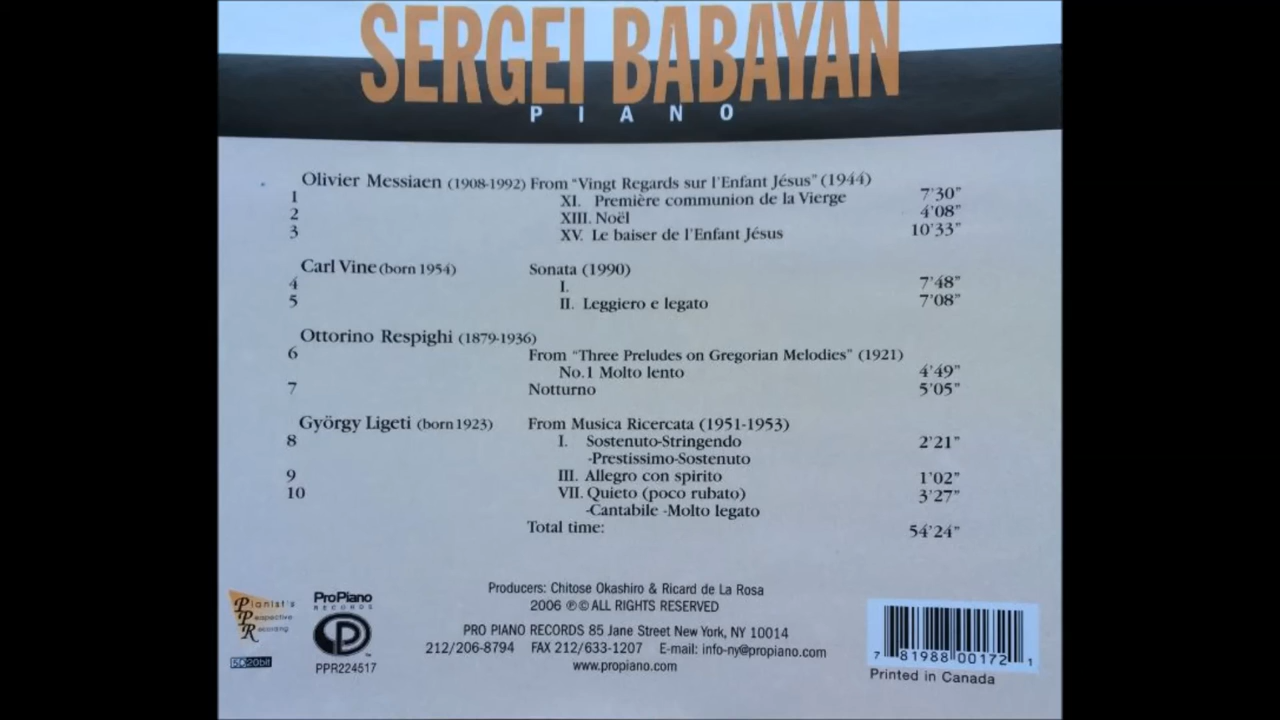 SERGEI BABAYAN
PIANO
Olivier Messiaen (1908-1992) From "Vingt Regards sur l'Enfant Jésus" (1944)
1 XI. Première communion de la Vierge 7'30"
2 XIII. Noël 4'08"
3 XV. Le baiser de l'Enfant Jésus 10'33"
Carl Vine (born 1954) Sonata (1990)
4 I. 7'48"
5 II. Leggiero e legato 7'08"
Ottorino Respighi (1879-1936)
6 From "Three Preludes on Gregorian Melodies" (1921)
No.1 Molto lento 4'49"
7 Notturno 5'05"
György Ligeti (born 1923) From Musica Ricercata (1951-1953)
8 I. Sostenuto-Stringendo 2'21"
-Prestissimo-Sostenuto
9 III. Allegro con spirito 1'02"
10 VII. Quieto (poco rubato) 3'27"
-Cantabile -Molto legato
Total time: 54'24"
Producers: Chitose Okashiro & Ricard de La Rosa
2006 ℗© ALL RIGHTS RESERVED
PRO PIANO RECORDS 85 Jane Street New York, NY 10014
212/206-8794 FAX 212/633-1207 E-mail: info-ny@propiano.com
www.propiano.com
Pianist's
Perspective
Recording
20bit
ProPiano
RECORDS
PPR224517
7 81988 00172 1
Printed in Canada